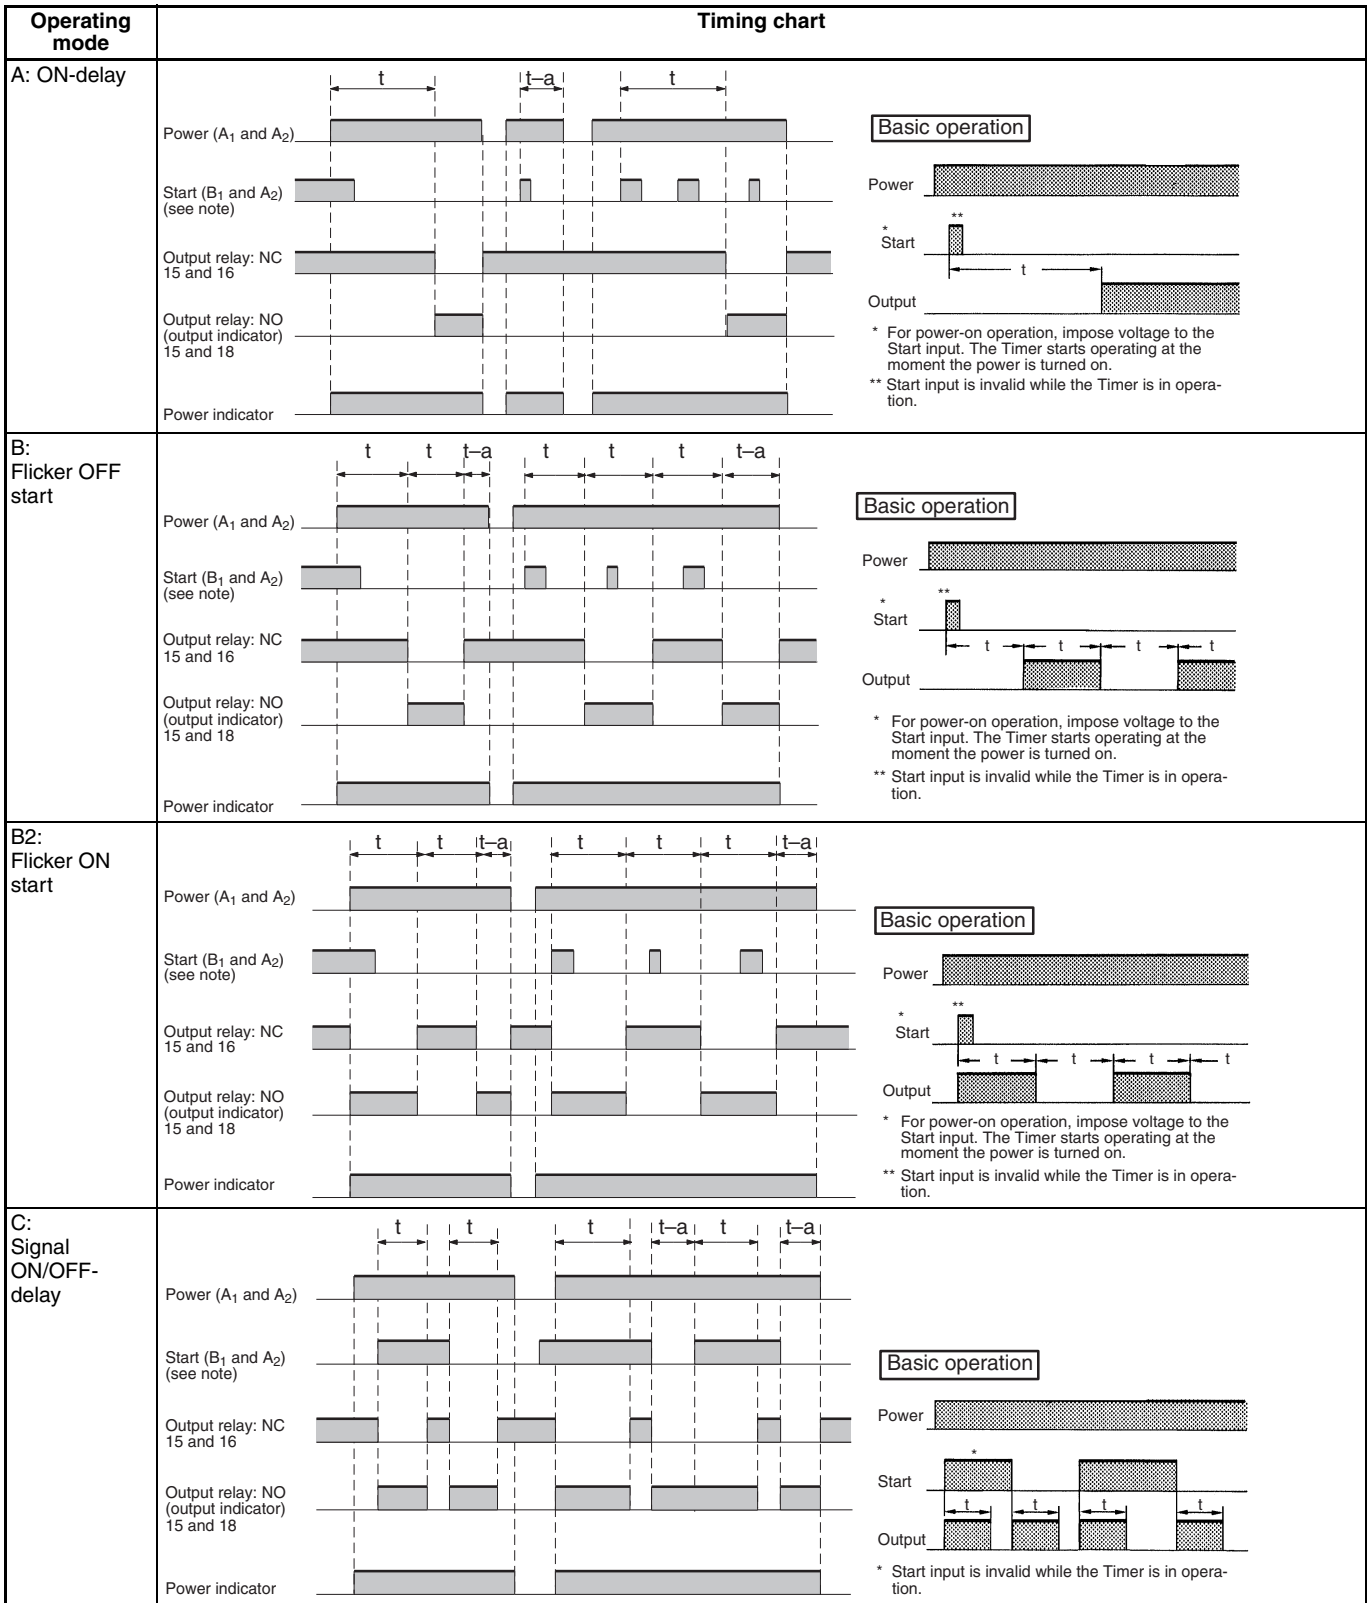 Operating
mode
Timing chart
A: ON-delay
t
t–a
t
Power (A1 and A2)
Start (B1 and A2)
(see note)
Output relay: NC
15 and 16
Output relay: NO
(output indicator)
15 and 18
Power indicator
Basic operation
Power
**
*
Start
t
Output
* For power-on operation, impose voltage to the
Start input. The Timer starts operating at the
moment the power is turned on.
** Start input is invalid while the Timer is in opera-
tion.
B:
Flicker OFF
start
t t t–a t t t t–a
Power (A1 and A2)
Start (B1 and A2)
(see note)
Output relay: NC
15 and 16
Output relay: NO
(output indicator)
15 and 18
Power indicator
Basic operation
Power
**
*
Start
t t t t
Output
* For power-on operation, impose voltage to the
Start input. The Timer starts operating at the
moment the power is turned on.
** Start input is invalid while the Timer is in opera-
tion.
B2:
Flicker ON
start
t t t–a t t t t–a
Power (A1 and A2)
Start (B1 and A2)
(see note)
Output relay: NC
15 and 16
Output relay: NO
(output indicator)
15 and 18
Power indicator
Basic operation
Power
**
*
Start
t t t t
Output
* For power-on operation, impose voltage to the
Start input. The Timer starts operating at the
moment the power is turned on.
** Start input is invalid while the Timer is in opera-
tion.
C:
Signal
ON/OFF-
delay
t t t t–a t t–a
Power (A1 and A2)
Start (B1 and A2)
(see note)
Output relay: NC
15 and 16
Output relay: NO
(output indicator)
15 and 18
Power indicator
Basic operation
Power
*
Start
t t t t
Output
* Start input is invalid while the Timer is in opera-
tion.